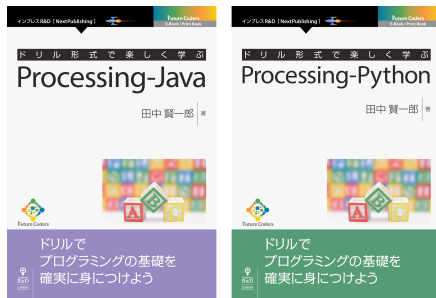 インプレスR&D [ NextPublishing ]
Future Coders
E-Book / Print Book
ドリル形式で楽しく学ぶ
Processing-Java
田中 賢一郎 著
A B C
Future Coders
ドリルで
プログラミングの基礎を
確実に身につけよう
R&D
インプレスR&D [ NextPublishing ]
Future Coders
E-Book / Print Book
ドリル形式で楽しく学ぶ
Processing-Python
田中 賢一郎 著
A B C
Future Coders
ドリルで
プログラミングの基礎を
確実に身につけよう
R&D